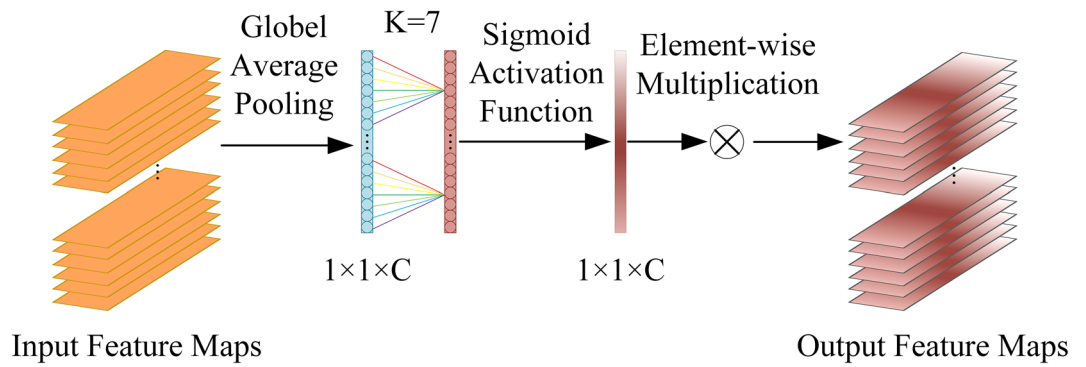 Globel
Average
Pooling
K=7
Sigmoid
Activation
Function
Element-wise
Multiplication
1×1×C
1×1×C
Input Feature Maps
Output Feature Maps